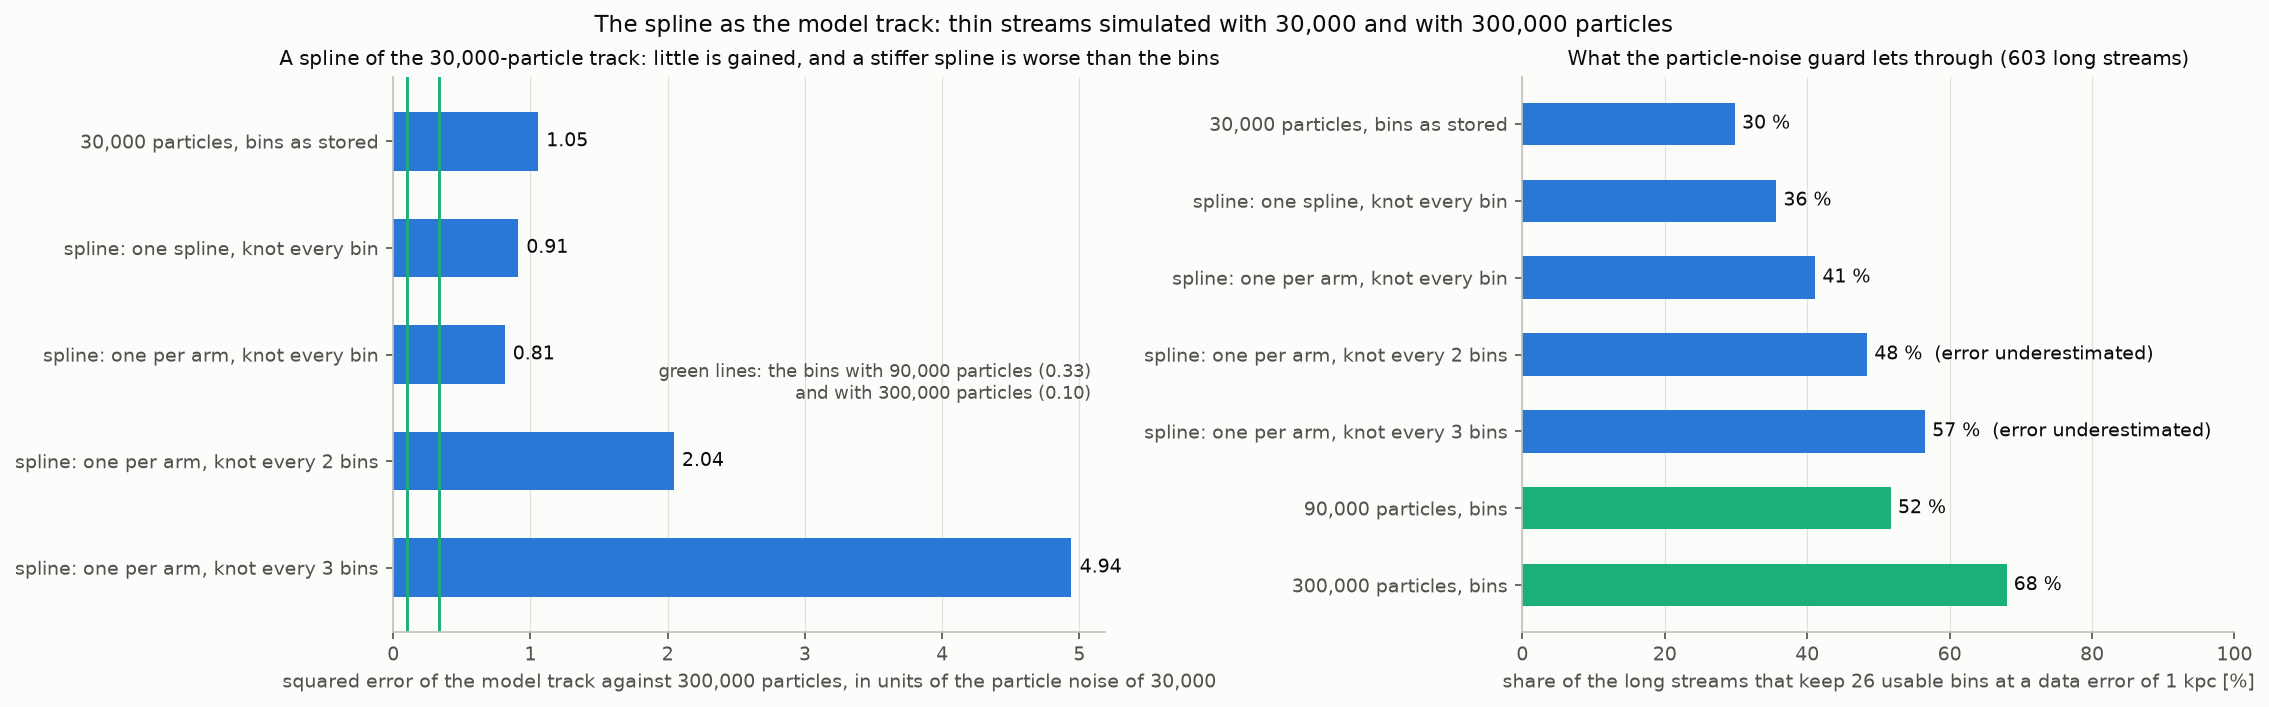 The spline as the model track: thin streams simulated with 30,000 and with 300,000 particles
A spline of the 30,000-particle track: little is gained, and a stiffer spline is worse than the bins
30,000 particles, bins as stored
1.05
spline: one spline, knot every bin
0.91
spline: one per arm, knot every bin
0.81
green lines: the bins with 90,000 particles (0.33)
and with 300,000 particles (0.10)
spline: one per arm, knot every 2 bins
2.04
spline: one per arm, knot every 3 bins
4.94
0 1 2 3 4 5
squared error of the model track against 300,000 particles, in units of the particle noise of 30,000
What the particle-noise guard lets through (603 long streams)
30,000 particles, bins as stored
30 %
spline: one spline, knot every bin
36 %
spline: one per arm, knot every bin
41 %
spline: one per arm, knot every 2 bins
48 % (error underestimated)
spline: one per arm, knot every 3 bins
57 % (error underestimated)
90,000 particles, bins
52 %
300,000 particles, bins
68 %
0 20 40 60 80 100
share of the long streams that keep 26 usable bins at a data error of 1 kpc [%]